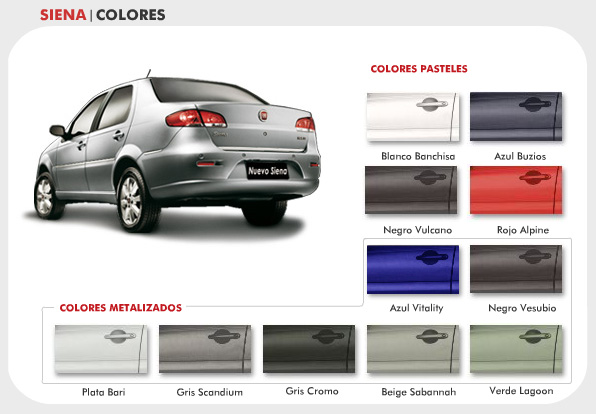 SIENA | COLORES
COLORES PASTELES
Blanco Banchisa
Azul Buzios
Negro Vulcano
Rojo Alpine
Nuevo Siena
Azul Vitality
Negro Vesubio
COLORES METALIZADOS
Plata Bari
Gris Scandium
Gris Cromo
Beige Sabannah
Verde Lagoon